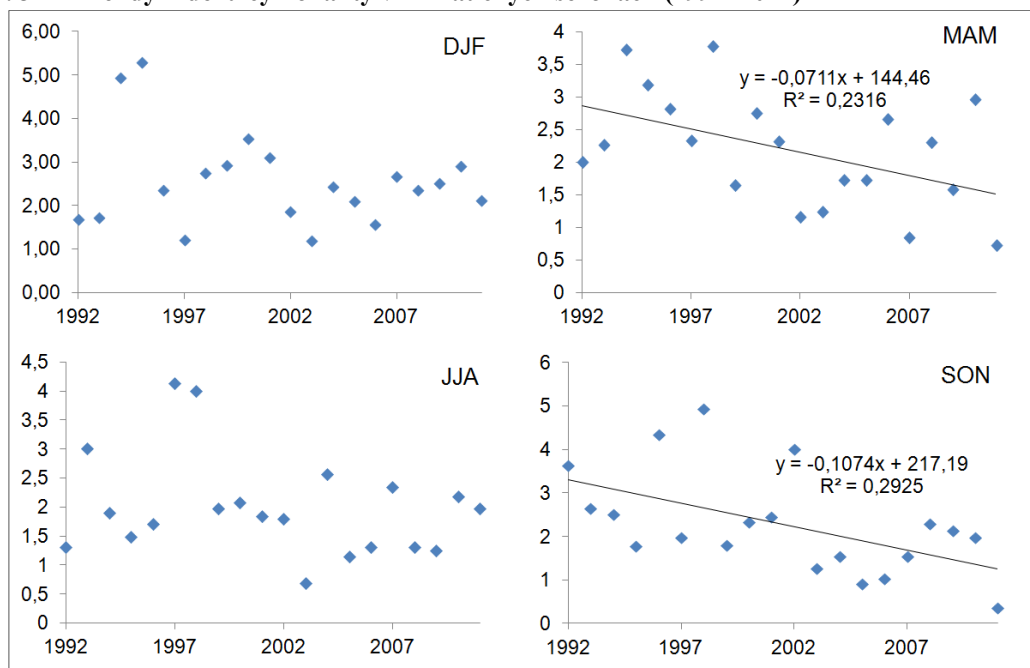 DJF
6,00
5,00
4,00
3,00
2,00
1,00
0,00
1992 1997 2002 2007
MAM
4
3,5
3
2,5
2
1,5
1
0,5
0
y = -0,0711x + 144,46
R² = 0,2316
1992 1997 2002 2007
JJA
4,5
4
3,5
3
2,5
2
1,5
1
0,5
0
1992 1997 2002 2007
SON
6
5
4
3
2
1
0
y = -0,1074x + 217,19
R² = 0,2925
1992 1997 2002 2007